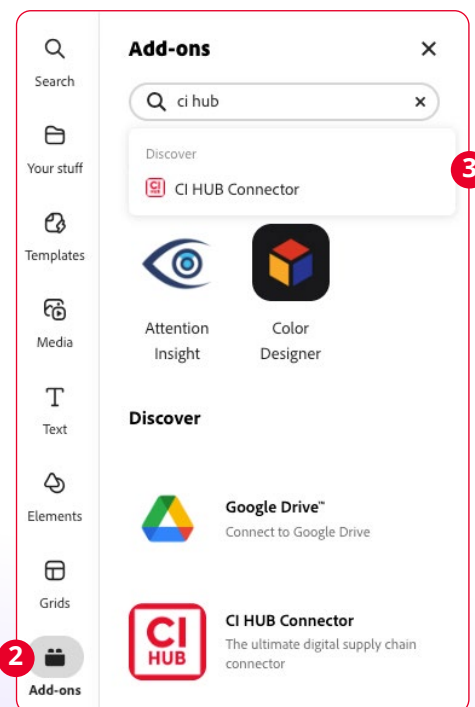 Search
Your stuff
Templates
Media
Text
Elements
Grids
2
Add-ons
Add-ons
ci hub
Discover
CI HUB Connector
3
Attention
Insight
Color
Designer
Discover
Google Drive™
Connect to Google Drive
CI
HUB
CI HUB Connector
The ultimate digital supply chain
connector